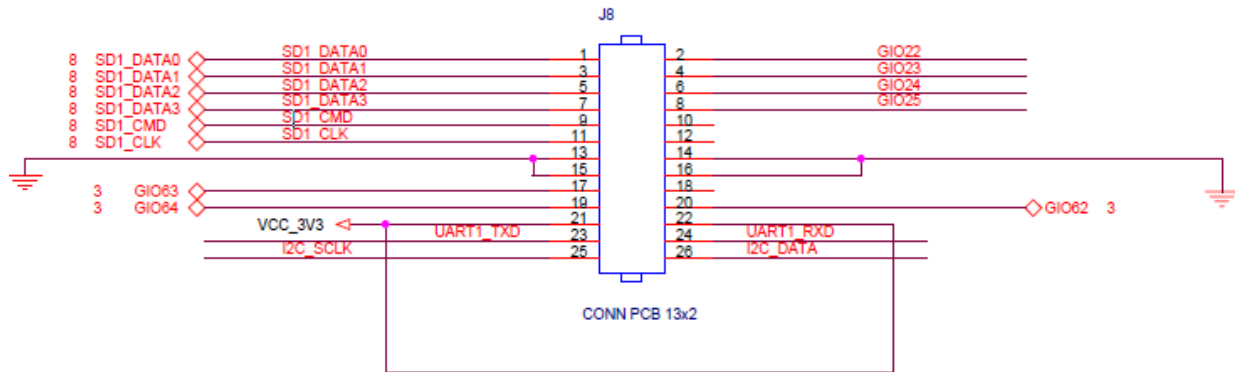 J8
8 SD1_DATA0 SD1_DATA0 1 2 GIO22
8 SD1_DATA1 SD1_DATA1 3 4 GIO23
8 SD1_DATA2 SD1_DATA2 5 6 GIO24
8 SD1_DATA3 SD1_DATA3 7 8 GIO25
8 SD1_CMD SD1_CMD 9 10
8 SD1_CLK SD1_CLK 11 12
13 14
15 16
3 GIO63 17 18
3 GIO64 19 20 GIO62 3
VCC_3V3 21 22
UART1_TXD 23 24 UART1_RXD
I2C_SCLK 25 26 I2C_DATA
CONN PCB 13x2